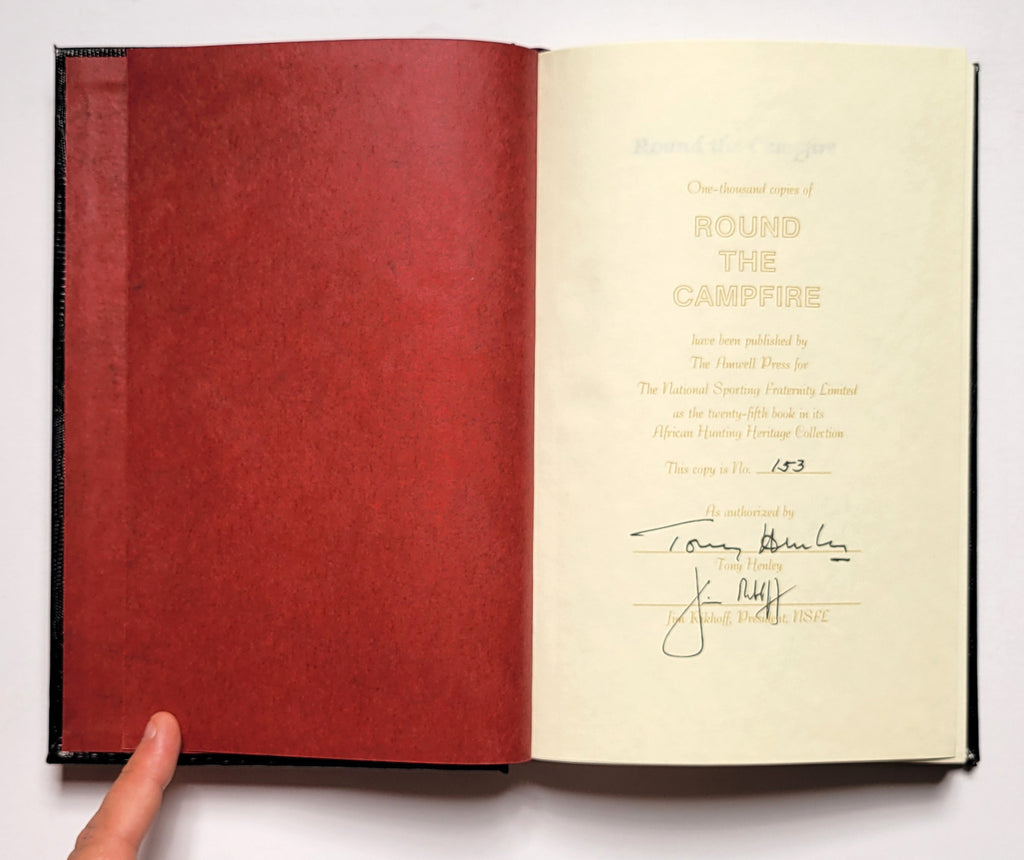 Round the Campfire
One-thousand copies of
ROUND
THE
CAMPFIRE
have been published by
The Amwell Press for
The National Sporting Fraternity Limited
as the twenty-fifth book in its
African Hunting Heritage Collection
This copy is No. 153
As authorized by
Tony Henley
Tony Henley
Jim Rikhoff
Jim Rikhoff, President, NSFL